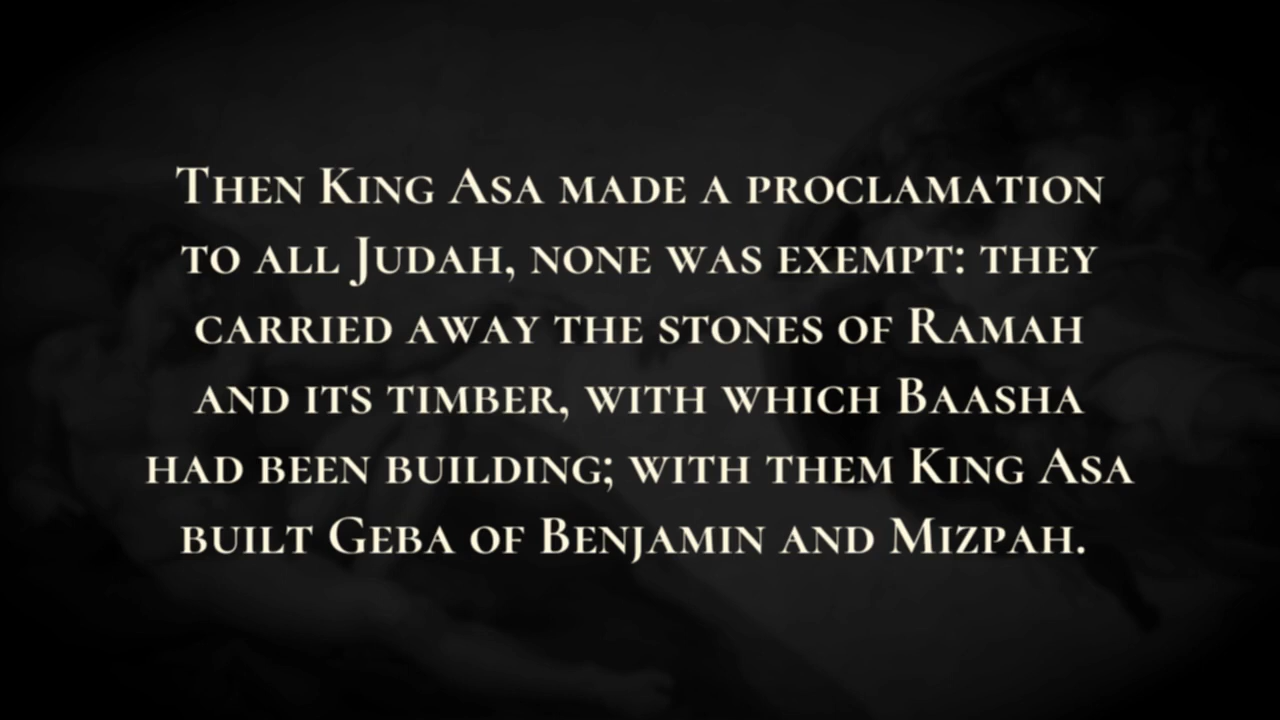 Then King Asa made a proclamation
to all Judah, none was exempt: they
carried away the stones of Ramah
and its timber, with which Baasha
had been building; with them King Asa
built Geba of Benjamin and Mizpah.